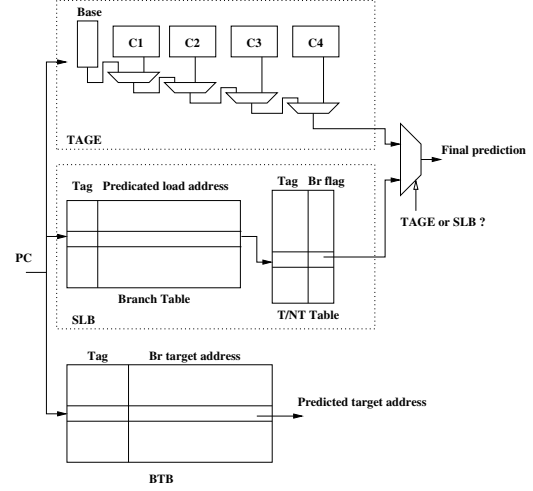 Base
C1 C2 C3 C4
TAGE
Final prediction
Tag Predicated load address
Tag Br flag
TAGE or SLB ?
PC
Branch Table
T/NT Table
SLB
Tag Br target address
Predicted target address
BTB